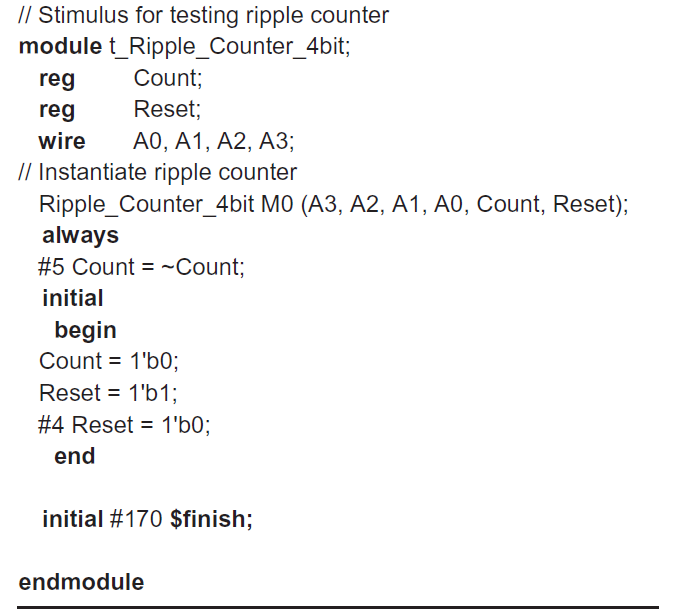 // Stimulus for testing ripple counter
module t_Ripple_Counter_4bit;
reg Count;
reg Reset;
wire A0, A1, A2, A3;
// Instantiate ripple counter
Ripple_Counter_4bit M0 (A3, A2, A1, A0, Count, Reset);
always
#5 Count = ~Count;
initial
begin
Count = 1'b0;
Reset = 1'b1;
#4 Reset = 1'b0;
end
initial #170 $finish;
endmodule